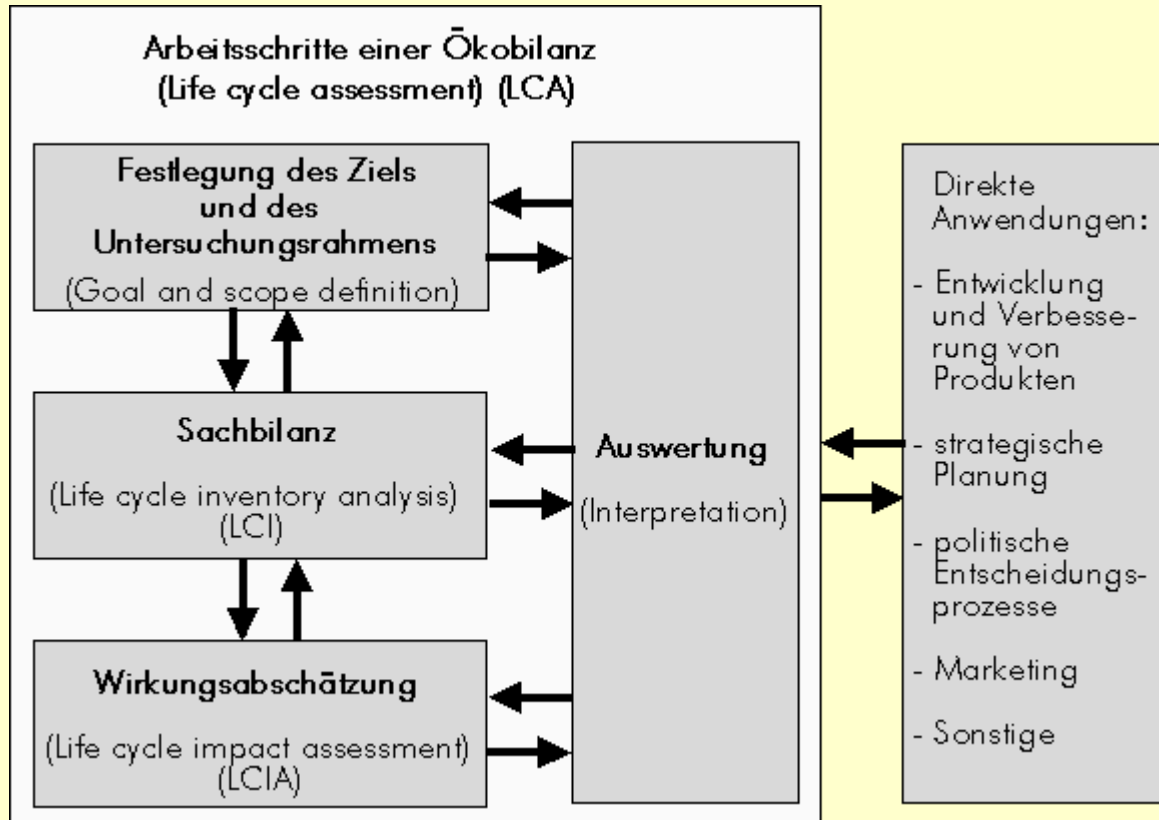 Arbeitsschritte einer Ökobilanz
(Life cycle assessment) (LCA)
Festlegung des Ziels
und des
Untersuchungsrahmens
(Goal and scope definition)
Sachbilanz
(Life cycle inventory analysis)
(LCI)
Wirkungsabschätzung
(Life cycle impact assessment)
(LCIA)
Auswertung
(Interpretation)
Direkte
Anwendungen:
- Entwicklung
und Verbesse-
rung von
Produkten
- strategische
Planung
- politische
Entscheidungs-
prozesse
- Marketing
- Sonstige